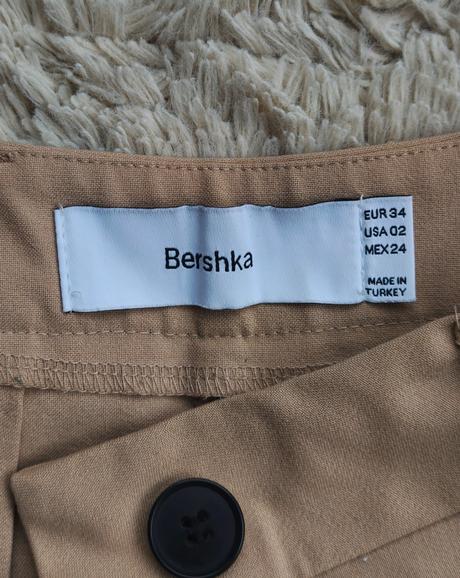 Bershka
EUR 34
USA 02
MEX 24
MADE IN
TURKEY